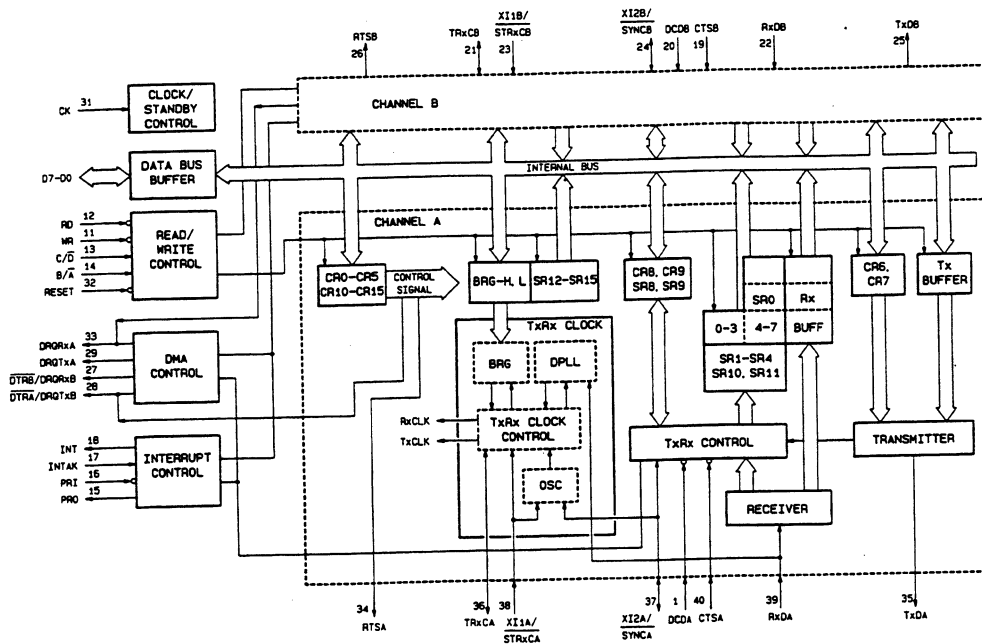 XI1B/
XI2B/
RTSB
TRxCB
STRxCB
SYNCB
DCDB
CTSB
RxDB
TxDB
26
21
23
24
20
19
22
25
CK
31
CLOCK/
STANDBY
CONTROL
CHANNEL B
D7-D0
DATA BUS
BUFFER
INTERNAL BUS
CHANNEL A
RD
12
WR
11
C/D
13
B/A
14
RESET
32
READ/
WRITE
CONTROL
CR0-CR5
CR10-CR15
CONTROL
SIGNAL
BRG-H, L
SR12-SR15
CR8, CR9
SR8, SR9
SR0
Rx
0-3
4-7
BUFF
SR1-SR4
SR10, SR11
CR6,
CR7
Tx
BUFFER
DRQRxA
33
DRQTxA
29
DTRB/DRQRxB
27
DTRA/DRQTxB
28
DMA
CONTROL
TxRx CLOCK
BRG
DPLL
RxCLK
TxCLK
TxRx CLOCK
CONTROL
OSC
TxRx CONTROL
TRANSMITTER
RECEIVER
INT
18
INTAK
17
PRI
16
PRO
15
INTERRUPT
CONTROL
34
36
38
37
1
40
39
35
RTSA
TRxCA
XI1A/
STRxCA
XI2A/
SYNCA
DCDA
CTSA
RxDA
TxDA